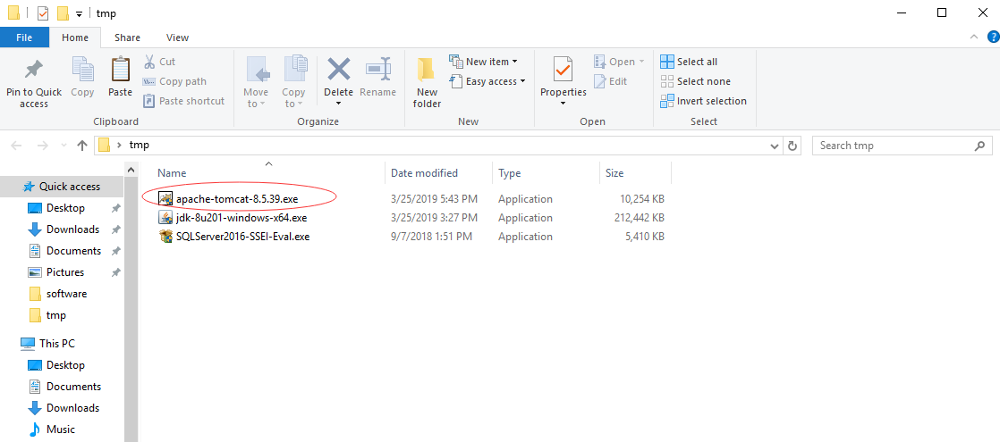 tmp
File Home Share View
Pin to Quick access
Copy
Paste
Cut
Copy path
Paste shortcut
Clipboard
Move to
Copy to
Delete
Rename
Organize
New folder
New item
Easy access
New
Properties
Open
Edit
Open
Select all
Select none
Invert selection
Select
tmp
Search tmp
Name Date modified Type Size
Quick access
Desktop
Downloads
Documents
Pictures
software
tmp
This PC
Desktop
Documents
Downloads
Music
apache-tomcat-8.5.39.exe 3/25/2019 5:43 PM Application 10,254 KB
jdk-8u201-windows-x64.exe 3/25/2019 3:27 PM Application 212,442 KB
SQLServer2016-SSEI-Eval.exe 9/7/2018 1:51 PM Application 5,410 KB